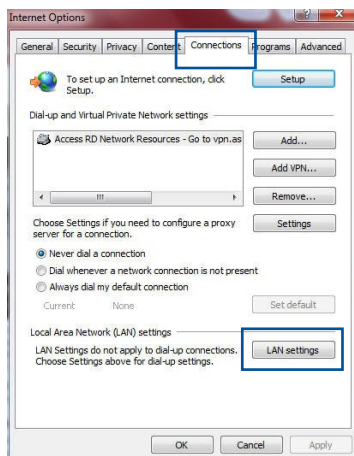 Internet Options
General Security Privacy Content Connections Programs Advanced
To set up an Internet connection, click
Setup.
Setup
Dial-up and Virtual Private Network settings
Access RD Network Resources - Go to vpn.as
Add...
Add VPN...
Remove...
Choose Settings if you need to configure a proxy
server for a connection.
Settings
Never dial a connection
Dial whenever a network connection is not present
Always dial my default connection
Current None
Set default
Local Area Network (LAN) settings
LAN Settings do not apply to dial-up connections.
Choose Settings above for dial-up settings.
LAN settings
OK Cancel Apply